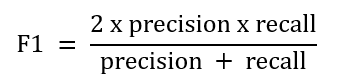 F1 = 2 x precision x recall
precision + recall